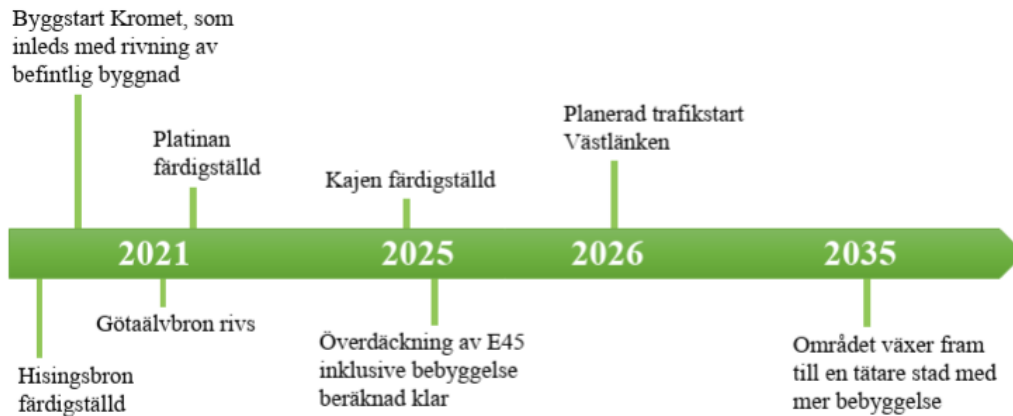 Byggstart Kromet, som
inleds med rivning av
befintlig byggnad
Platinan
färdigställd
Kajen färdigställd
Planerad trafikstart
Västlänken
2021
2025
2026
2035
Hisingsbron
färdigställd
Götaälvbron rivs
Överdäckning av E45
inklusive bebyggelse
beräknad klar
Området växer fram
till en tätare stad med
mer bebyggelse